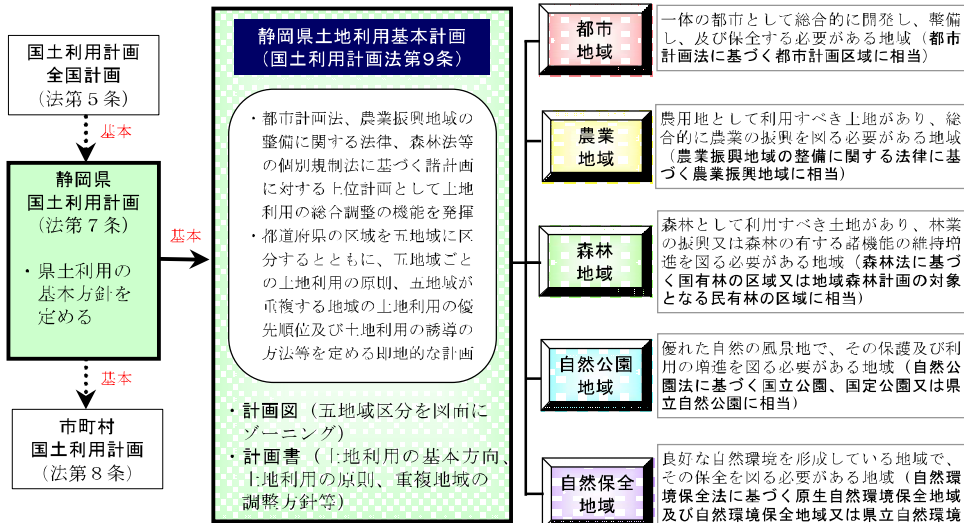 国土利用計画
全国計画
(法第5条)
基本
静岡県
国土利用計画
(法第7条)
・県土利用の
基本方針を
定める
基本
市町村
国土利用計画
(法第8条)
基本
静岡県土地利用基本計画
(国土利用計画法第9条)
・都市計画法、農業振興地域の
整備に関する法律、森林法等
の個別規制法に基づく諸計画
に対する上位計画として土地
利用の総合調整の機能を発揮
・都道府県の区域を五地域に区
分するとともに、五地域ごと
の土地利用の原則、五地域が
重複する地域の土地利用の優
先順位及び土地利用の誘導の
方法等を定める即地的な計画
・計画図(五地域区分を図面に
ゾーニング)
・計画書(土地利用の基本方向、
土地利用の原則、重複地域の
調整方針等)
都市
地域
一体の都市として総合的に開発し、整備
し、及び保全する必要がある地域(都市
計画法に基づく都市計画区域に相当)
農業
地域
農用地として利用すべき土地があり、総
合的に農業の振興を図る必要がある地域
(農業振興地域の整備に関する法律に基
づく農業振興地域に相当)
森林
地域
森林として利用すべき土地があり、林業
の振興又は森林の有する諸機能の維持増
進を図る必要がある地域(森林法に基づ
く国有林の区域又は地域森林計画の対象
となる民有林の区域に相当)
自然公園
地域
優れた自然の風景地で、その保護及び利
用の増進を図る必要がある地域(自然公
園法に基づく国立公園、国定公園又は県
立自然公園に相当)
自然保全
地域
良好な自然環境を形成している地域で、
その保全を図る必要がある地域(自然環
境保全法に基づく原生自然環境保全地域
及び自然環境保全地域又は県立自然環境